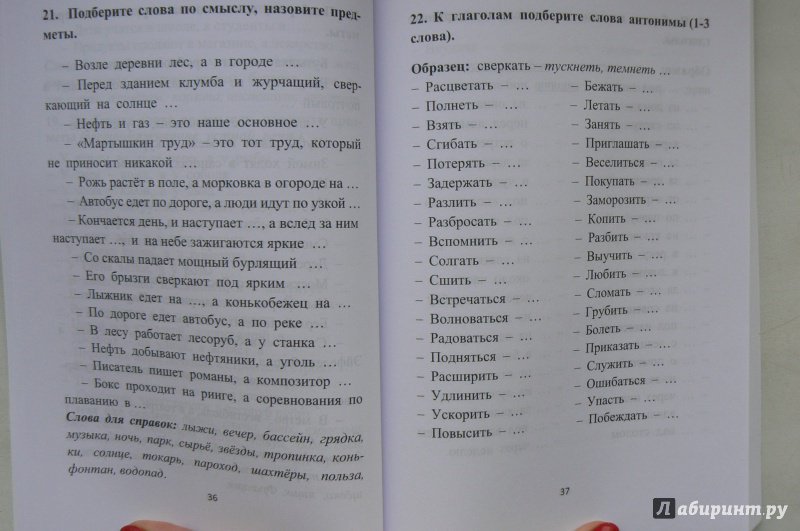 21. Подберите слова по смыслу, назовите пред-
меты.
– Возле деревни лес, а в городе …
– Перед зданием клумба и журчащий, свер-
кающий на солнце …
– Нефть и газ – это наше основное …
– «Мартышкин труд» – это тот труд, который
не приносит никакой …
– Рожь растёт в поле, а морковка в огороде на …
– Автобус едет по дороге, а люди идут по узкой …
– Кончается день, и наступает …, а вслед за ним
наступает …, и на небе зажигаются яркие …
– Со скалы падает мощный бурлящий …
– Его брызги сверкают под ярким …
– Лыжник едет на …, а конькобежец на …
– По дороге едет автобус, а по реке …
– В лесу работает лесоруб, а у станка …
– Нефть добывают нефтяники, а уголь …
– Писатель пишет романы, а композитор …
– Бокс проходит на ринге, а соревнования по
плаванию в …
Слова для справок: лыжи, вечер, бассейн, грядка,
музыка, ночь, парк, сырьё, звёзды, тропинка, конь-
ки, солнце, токарь, пароход, шахтёры, польза,
фонтан, водопад.
36
22. К глаголам подберите слова антонимы (1-3
слова).
Образец: сверкать – тускнеть, темнеть …
– Расцветать – …
– Полнеть – …
– Взять – …
– Сгибать – …
– Потерять – …
– Задержать – …
– Разлить – …
– Разбросать – …
– Вспомнить – …
– Солгать – …
– Сшить – …
– Встречаться – …
– Волноваться – …
– Радоваться – …
– Подняться – …
– Расширить – …
– Удлинить – …
– Ускорить – …
– Повысить – …
– Бежать – …
– Летать – …
– Занять – …
– Приглашать – …
– Веселиться – …
– Покупать – …
– Заморозить – …
– Копить – …
– Разбить – …
– Выучить – …
– Любить – …
– Сломать – …
– Грубить – …
– Болеть – …
– Приказать – …
– Служить – …
– Ошибаться – …
– Упасть – …
– Побеждать – …
37
Лабиринт.ру